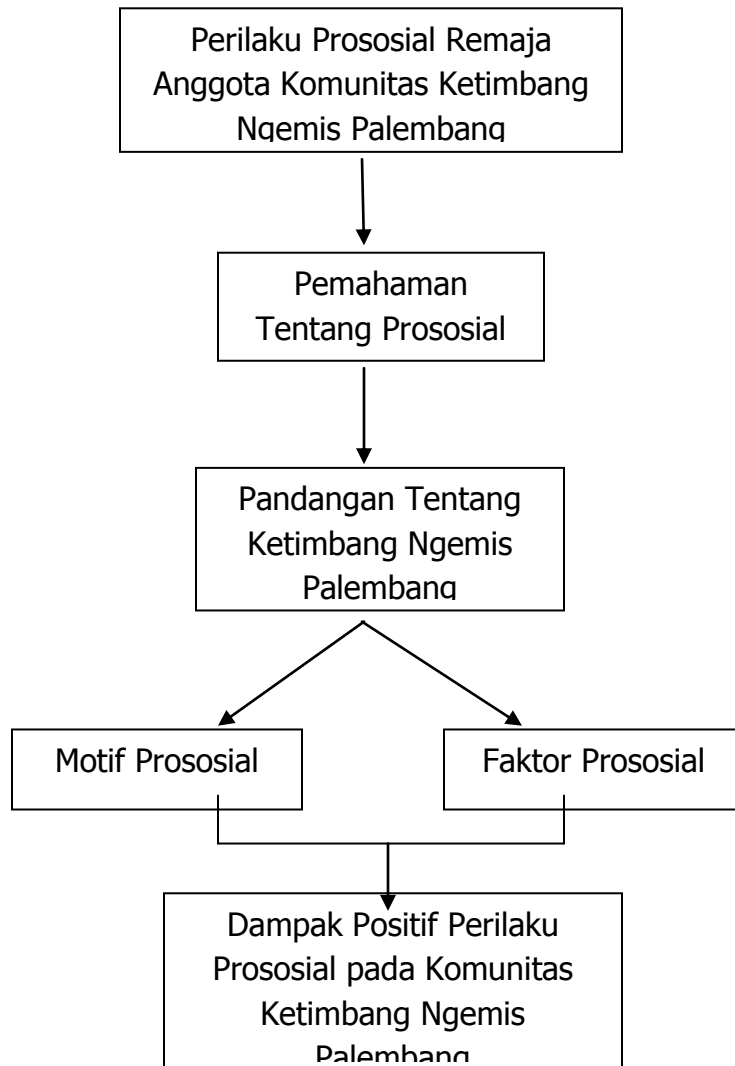 Perilaku Prososial Remaja
Anggota Komunitas Ketimbang
Ngemis Palembang
Pemahaman
Tentang Prososial
Pandangan Tentang
Ketimbang Ngemis
Palembang
Motif Prososial
Faktor Prososial
Dampak Positif Perilaku
Prososial pada Komunitas
Ketimbang Ngemis
Palembang